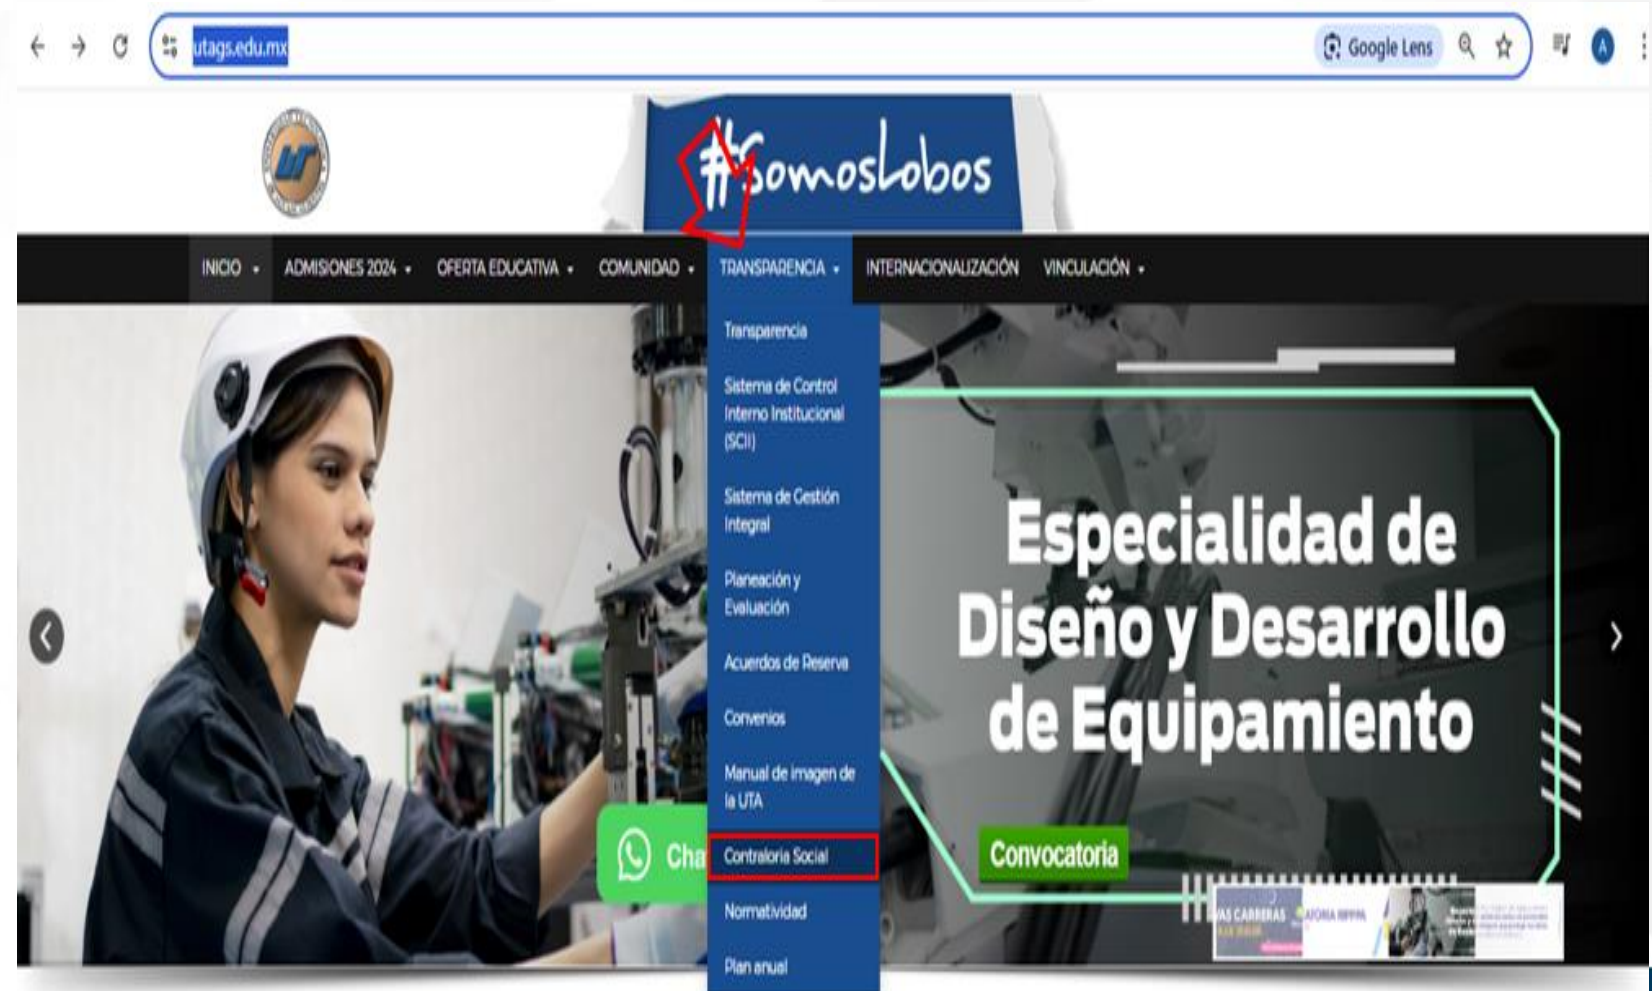 utags.edu.mx
Google Lens
A
#SomosLobos
INICIO
ADMISIONES 2024
OFERTA EDUCATIVA
COMUNIDAD
TRANSPARENCIA
INTERNACIONALIZACIÓN
VINCULACIÓN
Transparencia
Sistema de Control
Interno Institucional
(SCII)
Sistema de Gestión
Integral
Planeación y
Evaluación
Acuerdos de Reserva
Convenios
Manual de imagen de
la UTA
Contraloria Social
Normatividad
Plan anual
Cha
Especialidad de
Diseño y Desarrollo
de Equipamiento
Convocatoria
VAS CARRERAS